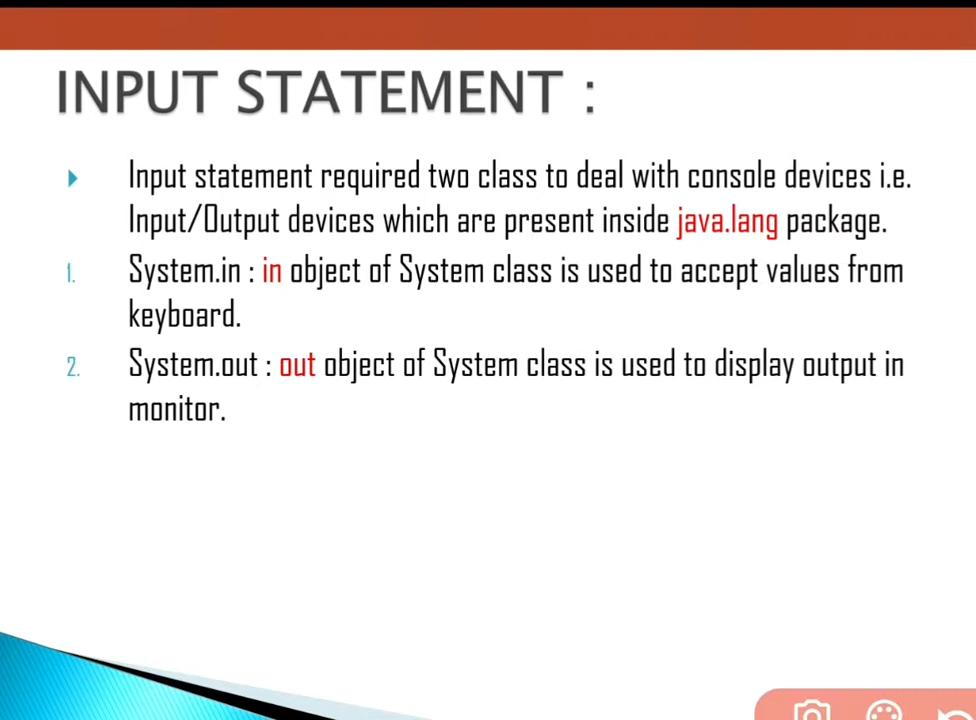 INPUT STATEMENT :
Input statement required two class to deal with console devices i.e.
Input/Output devices which are present inside java.lang package.
1. System.in : in object of System class is used to accept values from
keyboard.
2. System.out : out object of System class is used to display output in
monitor.